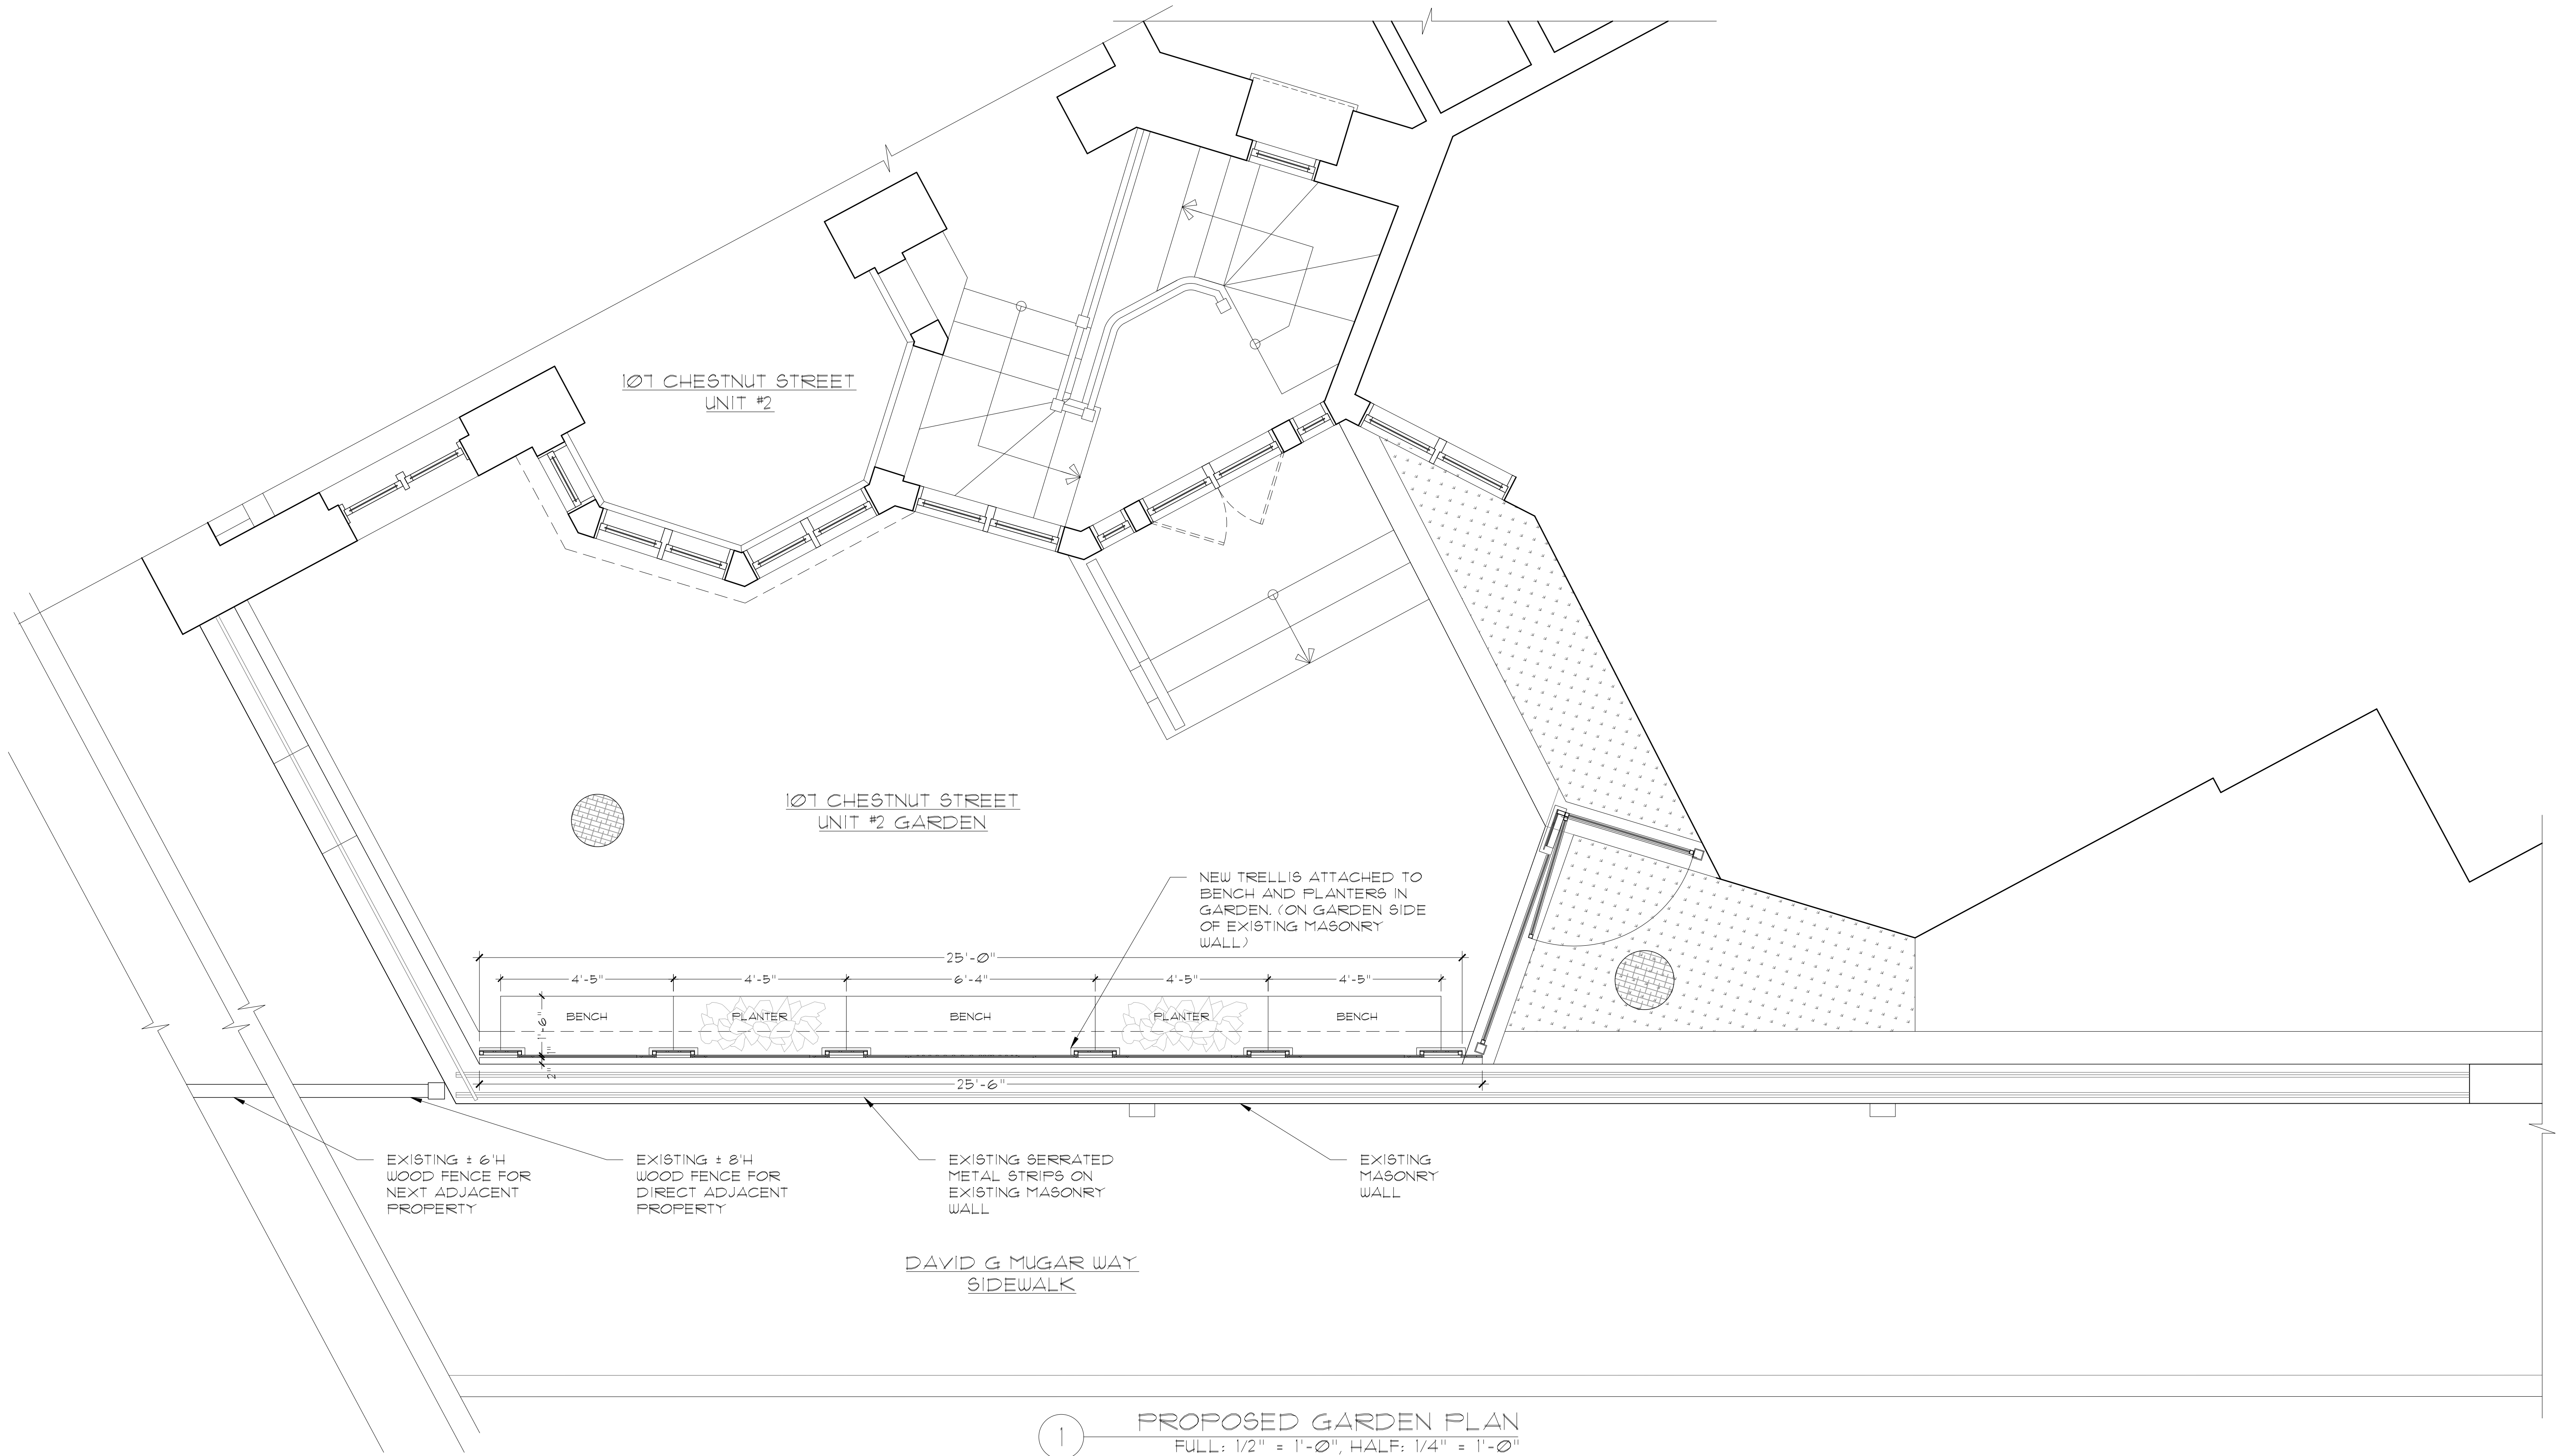 107 CHESTNUT STREET
UNIT #2
107 CHESTNUT STREET
UNIT #2 GARDEN
NEW TRELLIS ATTACHED TO
BENCH AND PLANTERS IN
GARDEN. (ON GARDEN SIDE
OF EXISTING MASONRY
WALL)
25'-0"
4'-5"
4'-5"
6'-4"
4'-5"
4'-5"
1'-6"
BENCH
PLANTER
BENCH
PLANTER
BENCH
25'-6"
EXISTING ± 6'H
WOOD FENCE FOR
NEXT ADJACENT
PROPERTY
EXISTING ± 8'H
WOOD FENCE FOR
DIRECT ADJACENT
PROPERTY
EXISTING SERRATED
METAL STRIPS ON
EXISTING MASONRY
WALL
EXISTING
MASONRY
WALL
DAVID G MUGAR WAY
SIDEWALK
1
PROPOSED GARDEN PLAN
FULL: 1/2" = 1'-0", HALF: 1/4" = 1'-0"